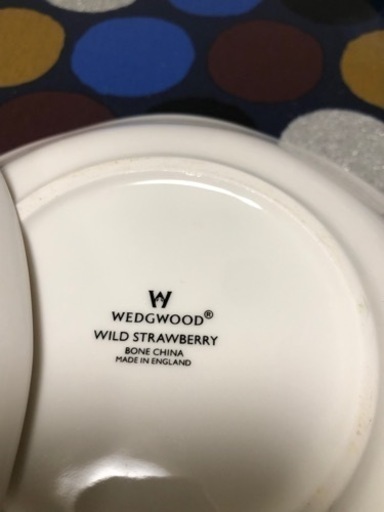 W
WEDGWOOD®
WILD STRAWBERRY
BONE CHINA
MADE IN ENGLAND